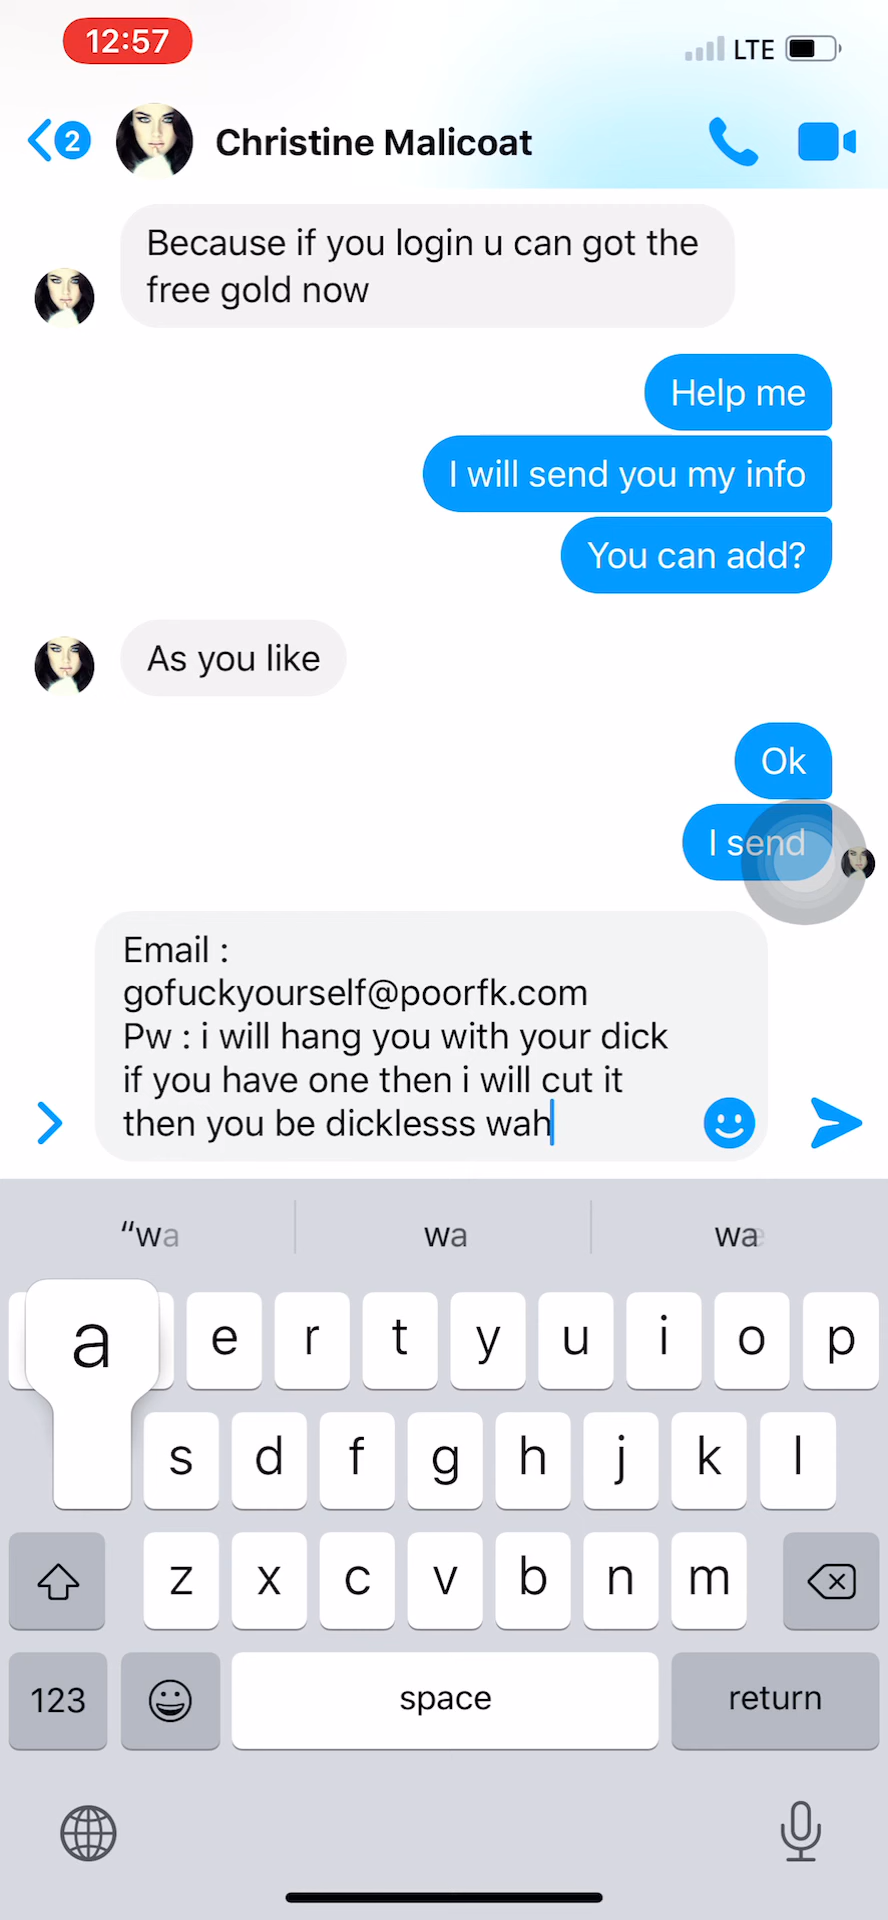 12:57
LTE
2
Christine Malicoat
Because if you login u can got the
free gold now
Help me
I will send you my info
You can add?
As you like
Ok
I send
Email :
gofuckyourself@poorfk.com
Pw : i will hang you with your dick
if you have one then i will cut it
then you be dicklesss wah
“wa wa wa
a e r t y u i o p
s d f g h j k l
z x c v b n m
123 space return